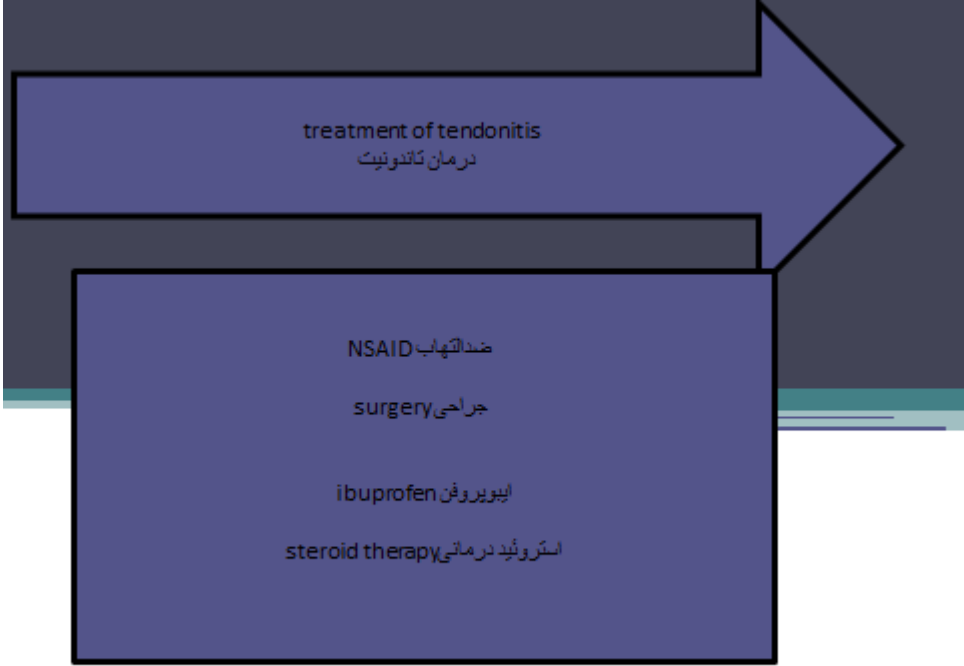 treatment of tendonitis
درمان تاندونیت
ضدالتهاب NSAID
جراحی surgery
ایبوپروفن ibuprofen
استروئید درمانی steroid therapy